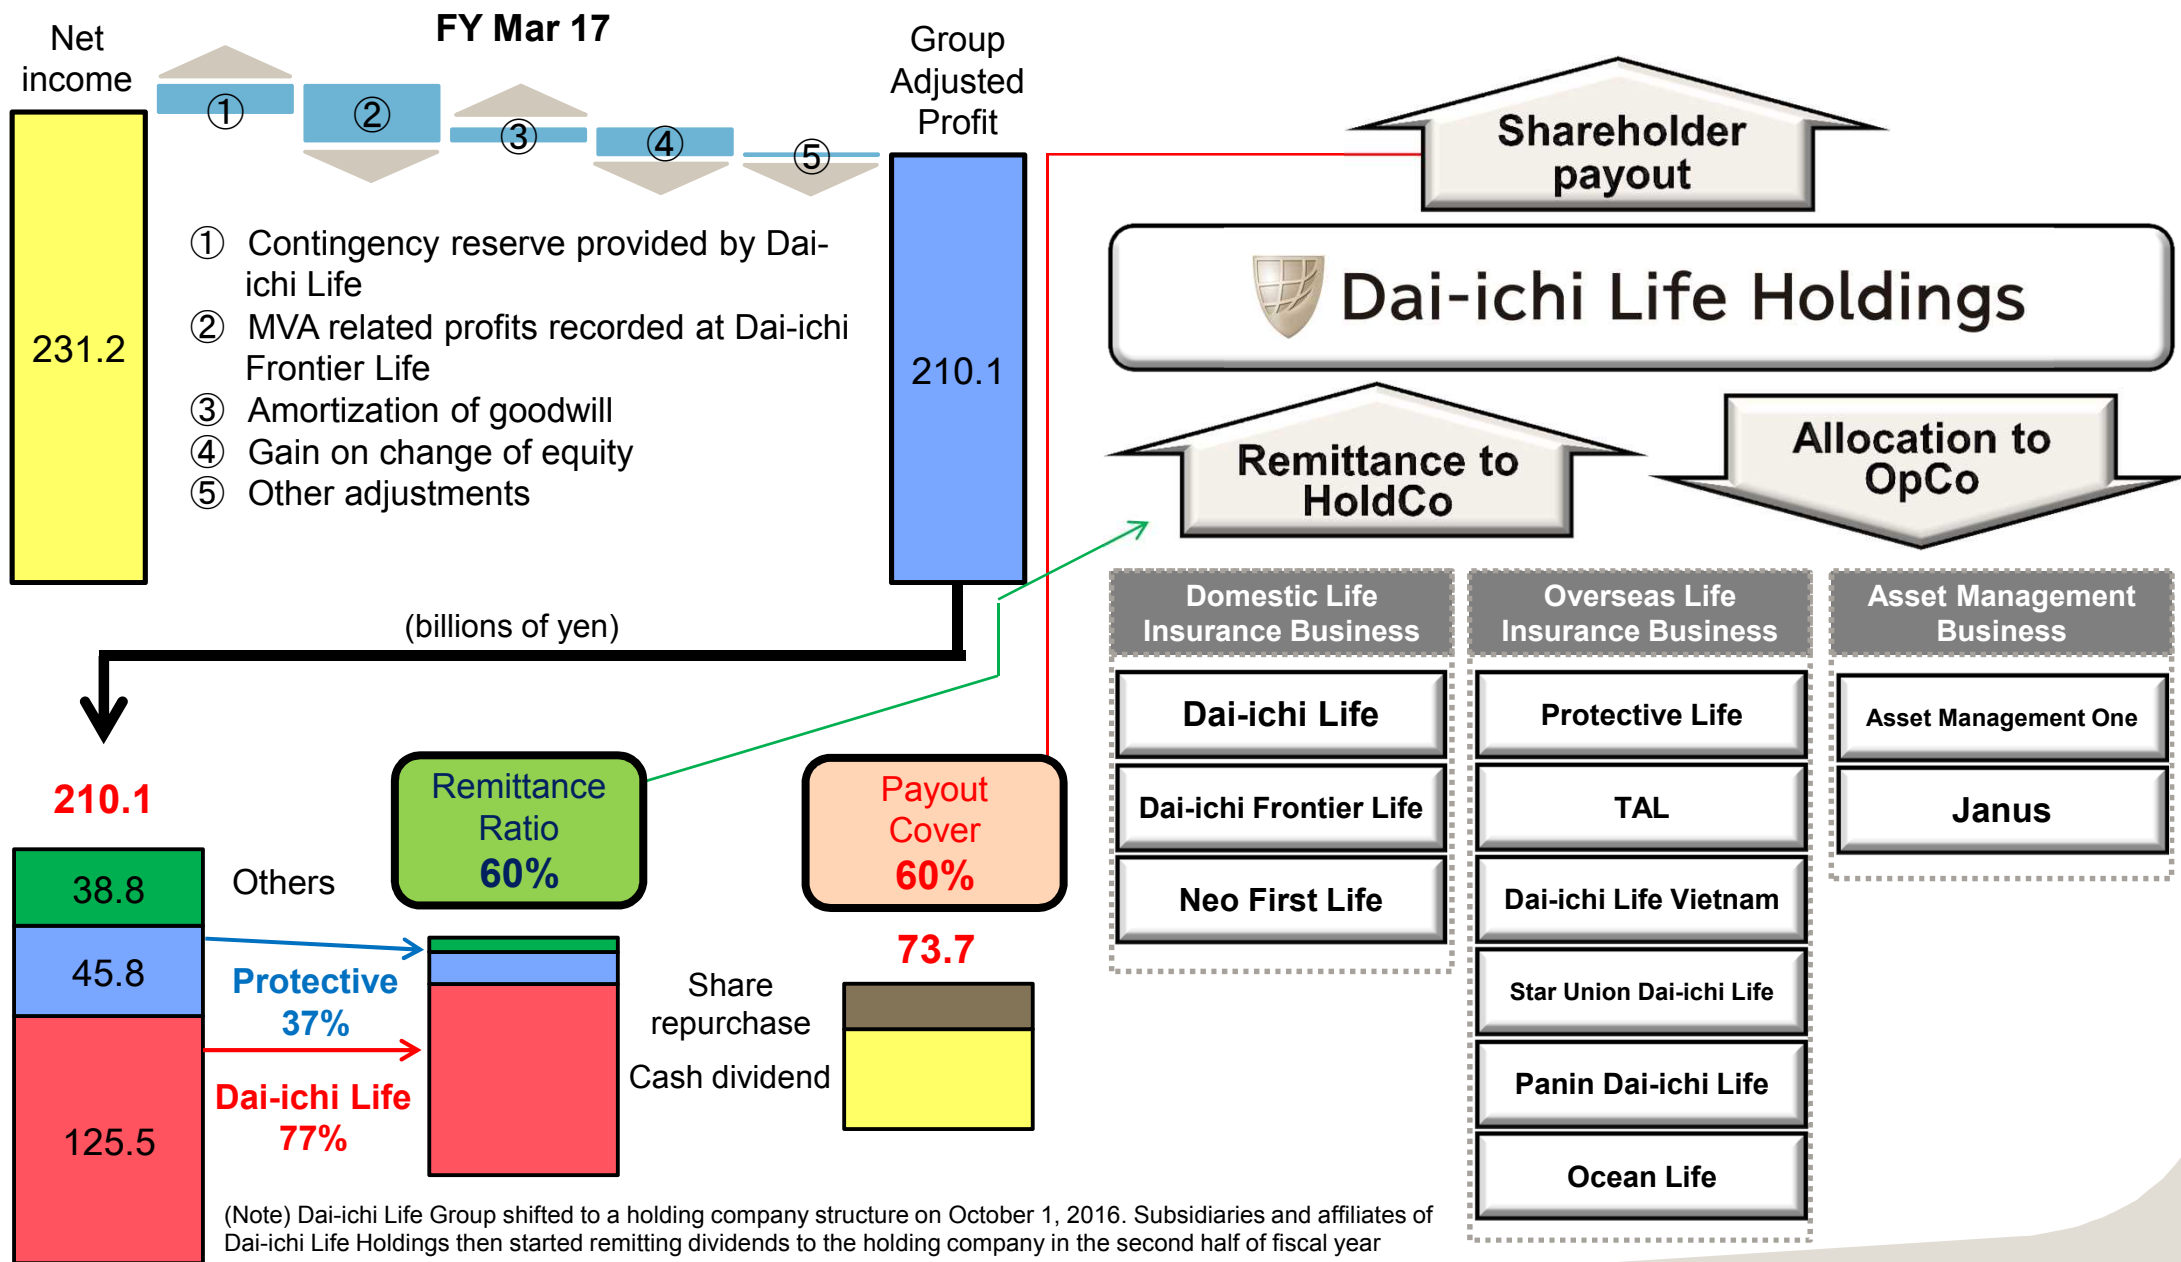 FY Mar 17
Net
income
Group
Adjusted
Profit
①
②
③
④
⑤
231.2
210.1
① Contingency reserve provided by Dai-
ichi Life
② MVA related profits recorded at Dai-ichi
Frontier Life
③ Amortization of goodwill
④ Gain on change of equity
⑤ Other adjustments
(billions of yen)
210.1
38.8
45.8
125.5
Others
Protective
37%
Dai-ichi Life
77%
Remittance
Ratio
60%
Payout
Cover
60%
73.7
Share
repurchase
Cash dividend
Shareholder
payout
Dai-ichi Life Holdings
Remittance to
HoldCo
Allocation to
OpCo
Domestic Life
Insurance Business
Dai-ichi Life
Dai-ichi Frontier Life
Neo First Life
Overseas Life
Insurance Business
Protective Life
TAL
Dai-ichi Life Vietnam
Star Union Dai-ichi Life
Panin Dai-ichi Life
Ocean Life
Asset Management
Business
Asset Management One
Janus
(Note) Dai-ichi Life Group shifted to a holding company structure on October 1, 2016. Subsidiaries and affiliates of
Dai-ichi Life Holdings then started remitting dividends to the holding company in the second half of fiscal year